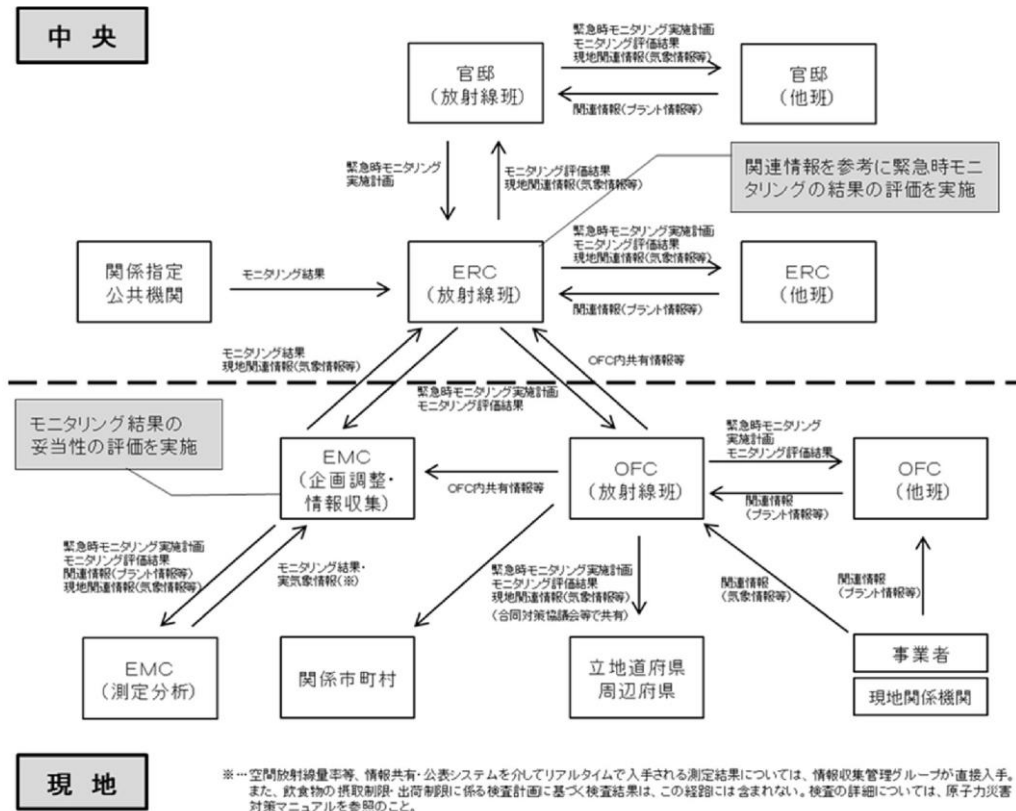 中央
緊急時モニタリング実施計画
モニタリング評価結果
現地関連情報(気象情報等)
官邸
(放射線班)
官邸
(他班)
関連情報(プラント情報等)
緊急時モニタリング
実施計画
モニタリング評価結果
現地関連情報(気象情報等)
関連情報を参考に緊急時モニ
タリングの結果の評価を実施
緊急時モニタリング実施計画
モニタリング評価結果
現地関連情報(気象情報等)
関係指定
公共機関
モニタリング結果
ERC
(放射線班)
ERC
(他班)
関連情報(プラント情報等)
モニタリング結果
現地関連情報(気象情報等)
OFC内共有情報等
緊急時モニタリング実施計画
モニタリング評価結果
モニタリング結果の
妥当性の評価を実施
EMC
(企画調整・
情報収集)
OFC内共有情報等
OFC
(放射線班)
緊急時モニタリング
実施計画
モニタリング評価結果
OFC
(他班)
関連情報
(プラント情報等)
緊急時モニタリング実施計画
モニタリング評価結果
関連情報(プラント情報等)
現地関連情報(気象情報等)
モニタリング結果・
実気象情報(※)
緊急時モニタリング実施計画
モニタリング評価結果
現地関連情報(気象情報等)
(合同対策協議会等で共有)
関連情報
(気象情報等)
関連情報
(プラント情報等)
EMC
(測定分析)
関係市町村
立地道府県
周辺府県
事業者
現地関係機関
現地
※…空間放射線量率等、情報共有・公表システムを介してリアルタイムで入手される測定結果については、情報収集管理グループが直接入手。
また、飲食物の摂取制限・出荷制限に係る検査計画に基づく検査結果は、この経路には含まれない。検査の詳細については、原子力災害
対策マニュアルを参照のこと。